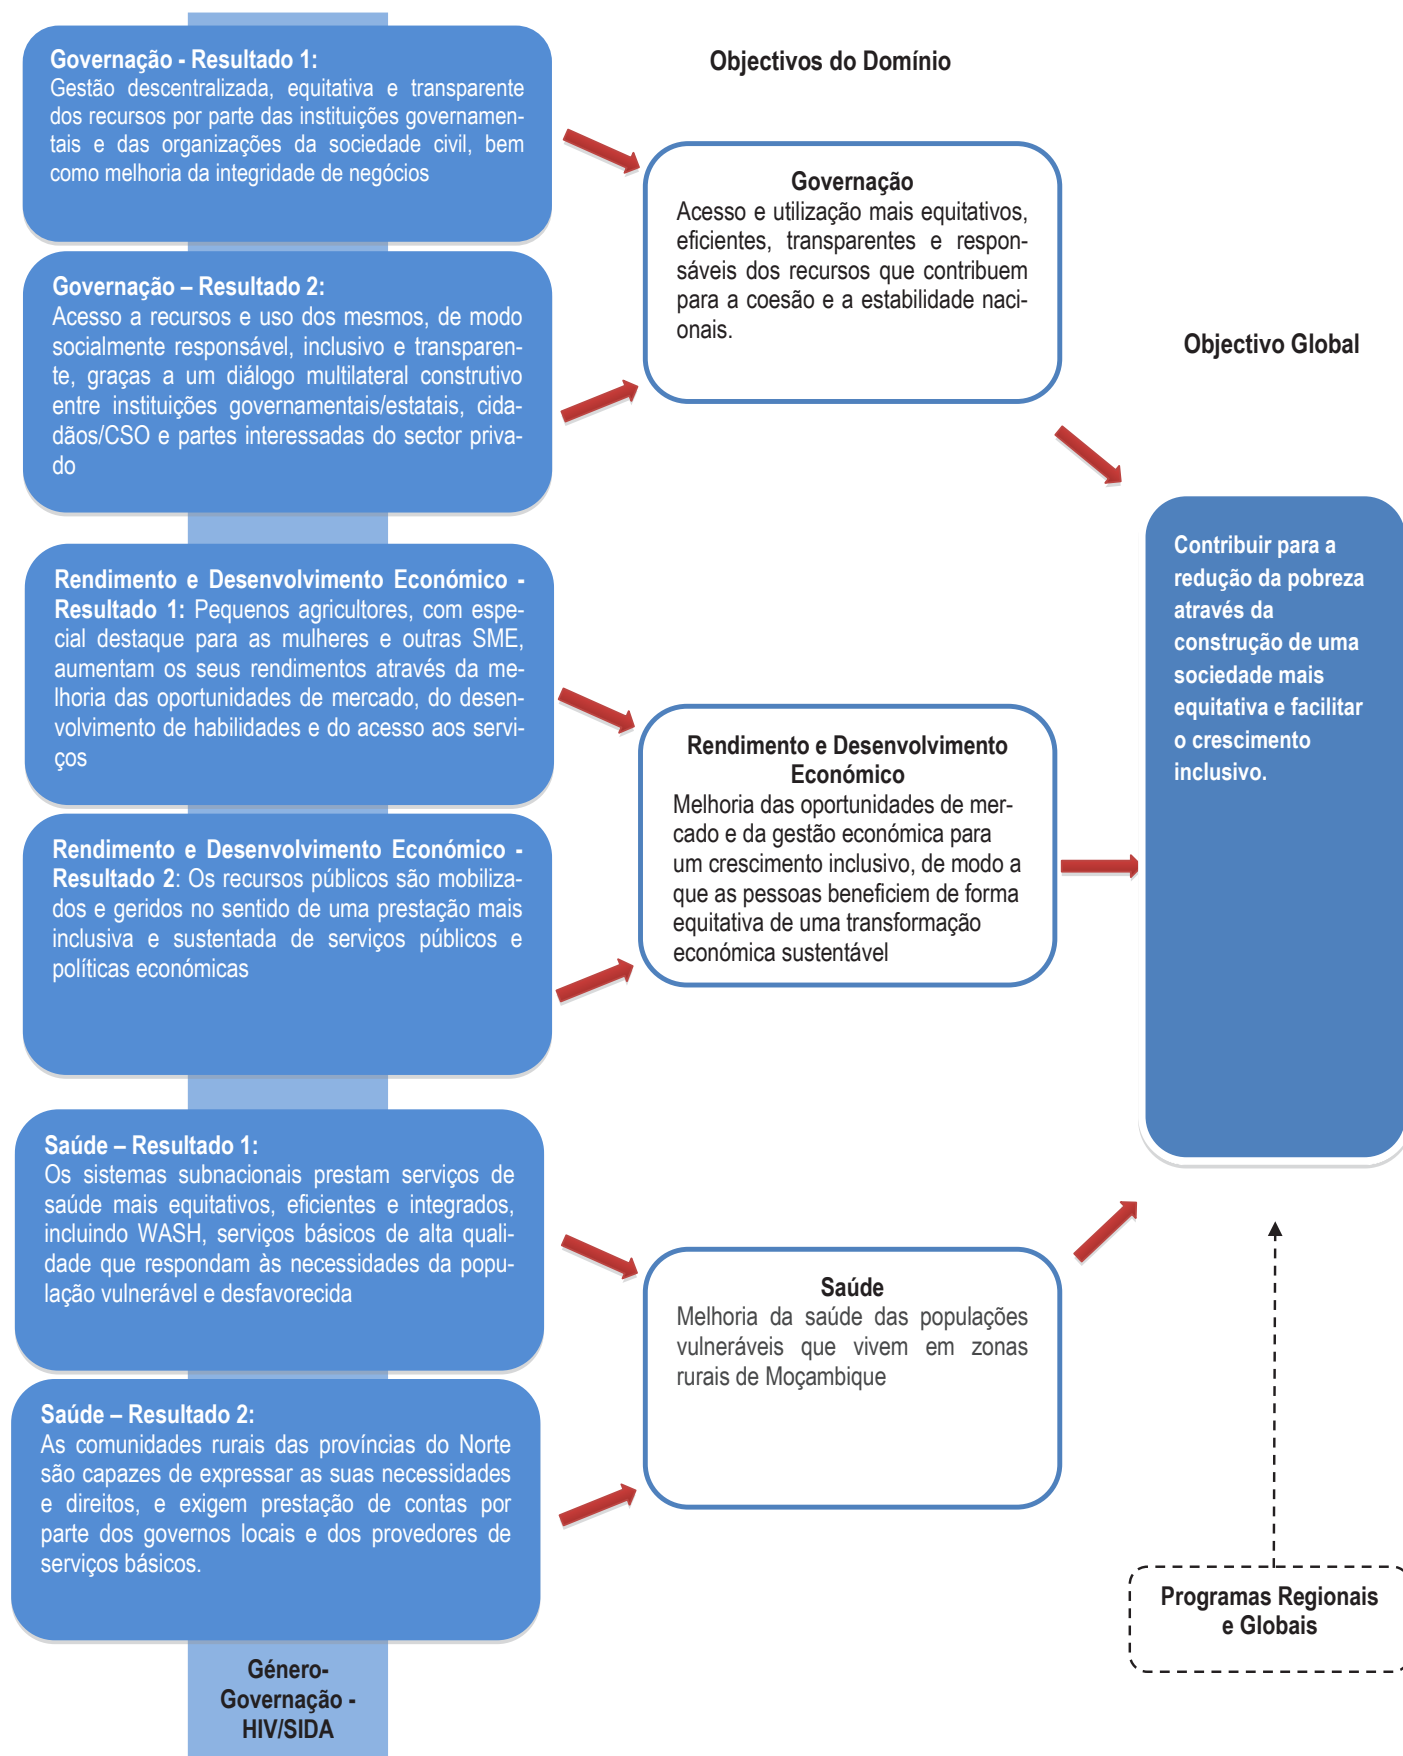 Governação - Resultado 1:
Gestão descentralizada, equitativa e transparente
dos recursos por parte das instituições governamen-
tais e das organizações da sociedade civil, bem
como melhoria da integridade de negócios
Governação – Resultado 2:
Acesso a recursos e uso dos mesmos, de modo
socialmente responsável, inclusivo e transparen-
te, graças a um diálogo multilateral construtivo
entre instituições governamentais/estatais, cida-
dãos/CSO e partes interessadas do sector priva-
do
Rendimento e Desenvolvimento Económico -
Resultado 1: Pequenos agricultores, com espe-
cial destaque para as mulheres e outras SME,
aumentam os seus rendimentos através da me-
lhoria das oportunidades de mercado, do desen-
volvimento de habilidades e do acesso aos servi-
ços
Rendimento e Desenvolvimento Económico -
Resultado 2: Os recursos públicos são mobiliza-
dos e geridos no sentido de uma prestação mais
inclusiva e sustentada de serviços públicos e
políticas económicas
Saúde – Resultado 1:
Os sistemas subnacionais prestam serviços de
saúde mais equitativos, eficientes e integrados,
incluindo WASH, serviços básicos de alta quali-
dade que respondam às necessidades da popu-
lação vulnerável e desfavorecida
Saúde – Resultado 2:
As comunidades rurais das províncias do Norte
são capazes de expressar as suas necessidades
e direitos, e exigem prestação de contas por
parte dos governos locais e dos provedores de
serviços básicos.
Género-
Governação -
HIV/SIDA
Objectivos do Domínio
Governação
Acesso e utilização mais equitativos,
eficientes, transparentes e respon-
sáveis dos recursos que contribuem
para a coesão e a estabilidade naci-
onais.
Rendimento e Desenvolvimento
Económico
Melhoria das oportunidades de mer-
cado e da gestão económica para
um crescimento inclusivo, de modo a
que as pessoas beneficiem de forma
equitativa de uma transformação
económica sustentável
Saúde
Melhoria da saúde das populações
vulneráveis que vivem em zonas
rurais de Moçambique
Objectivo Global
Contribuir para a
redução da pobreza
através da
construção de uma
sociedade mais
equitativa e facilitar
o crescimento
inclusivo.
Programas Regionais
e Globais